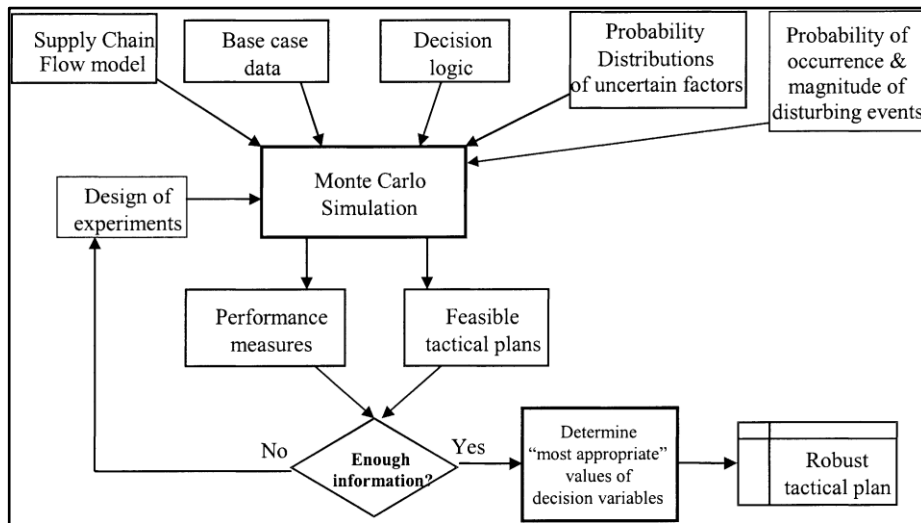 Supply Chain
Flow model
Base case
data
Decision
logic
Probability
Distributions
of uncertain factors
Probability of
occurrence &
magnitude of
disturbing events
Monte Carlo
Simulation
Design of
experiments
Performance
measures
Feasible
tactical plans
No
Enough
information?
Yes
Determine
“most appropriate”
values of
decision variables
Robust
tactical plan